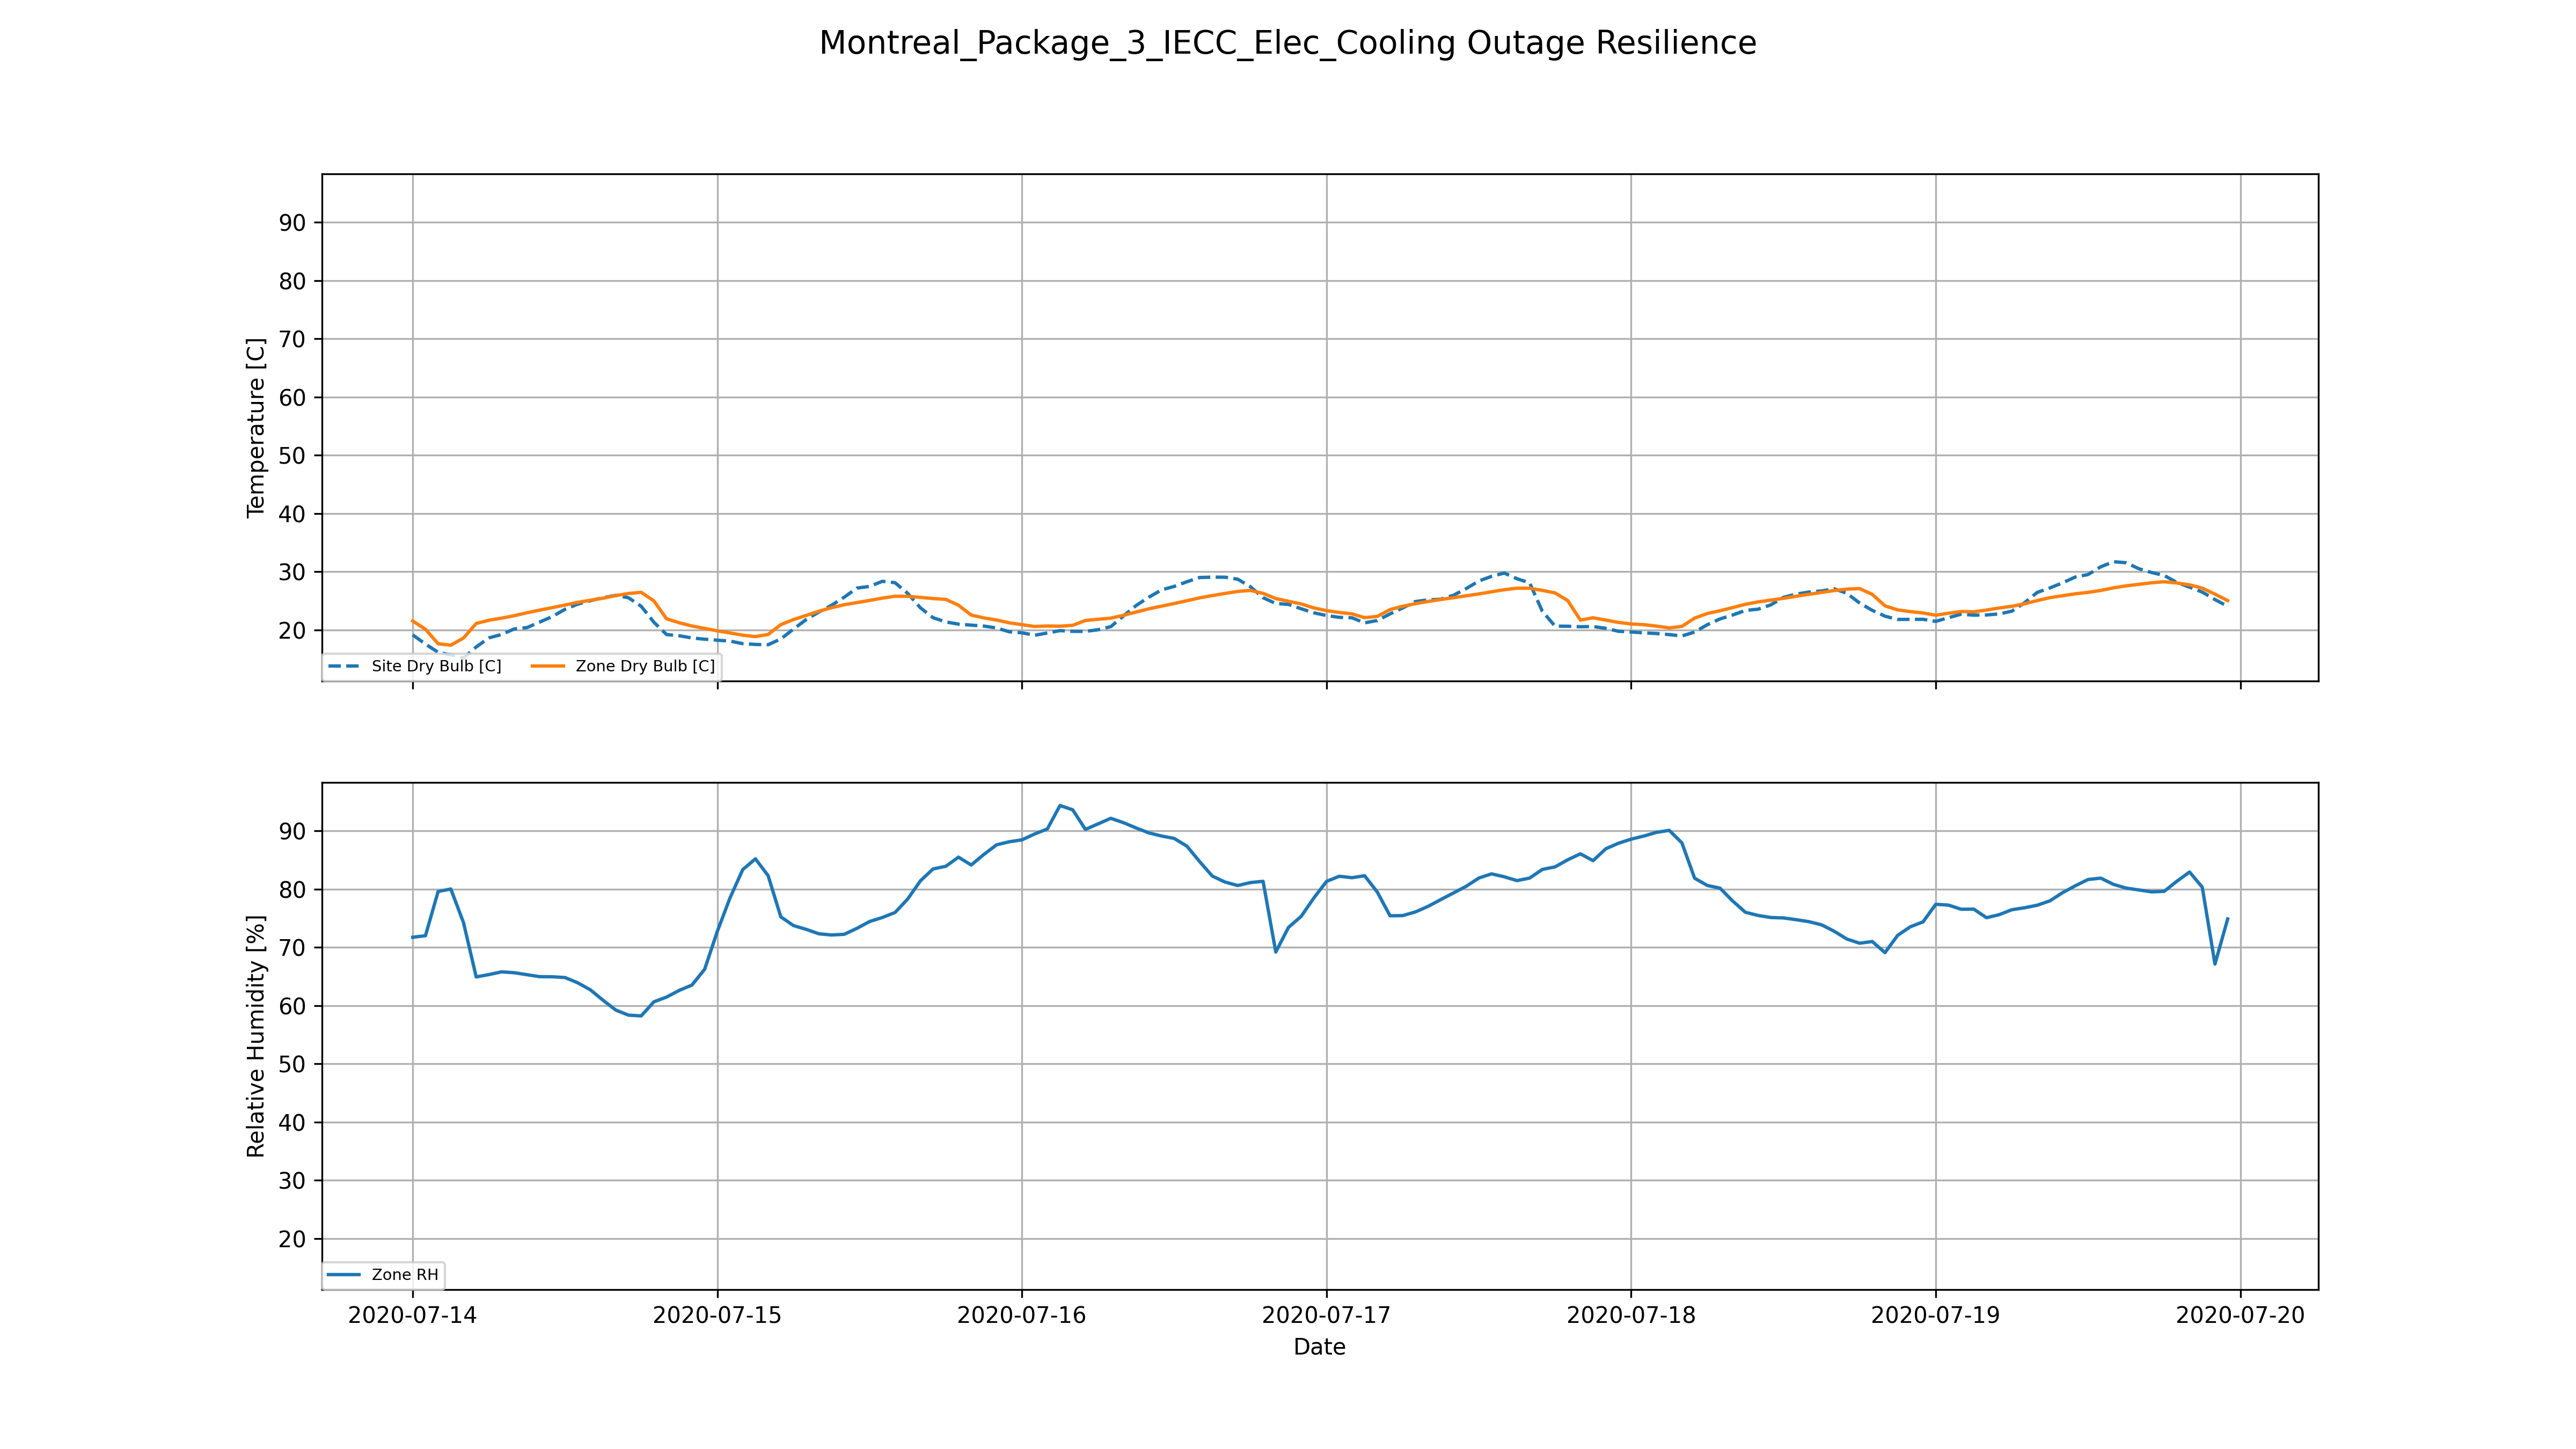 Montreal_Package_3_IECC_Elec_Cooling Outage Resilience
Temperature [C]
90
80
70
60
50
40
30
20
Site Dry Bulb [C] Zone Dry Bulb [C]
Relative Humidity [%]
90
80
70
60
50
40
30
20
Zone RH
2020-07-14 2020-07-15 2020-07-16 2020-07-17 2020-07-18 2020-07-19 2020-07-20
Date